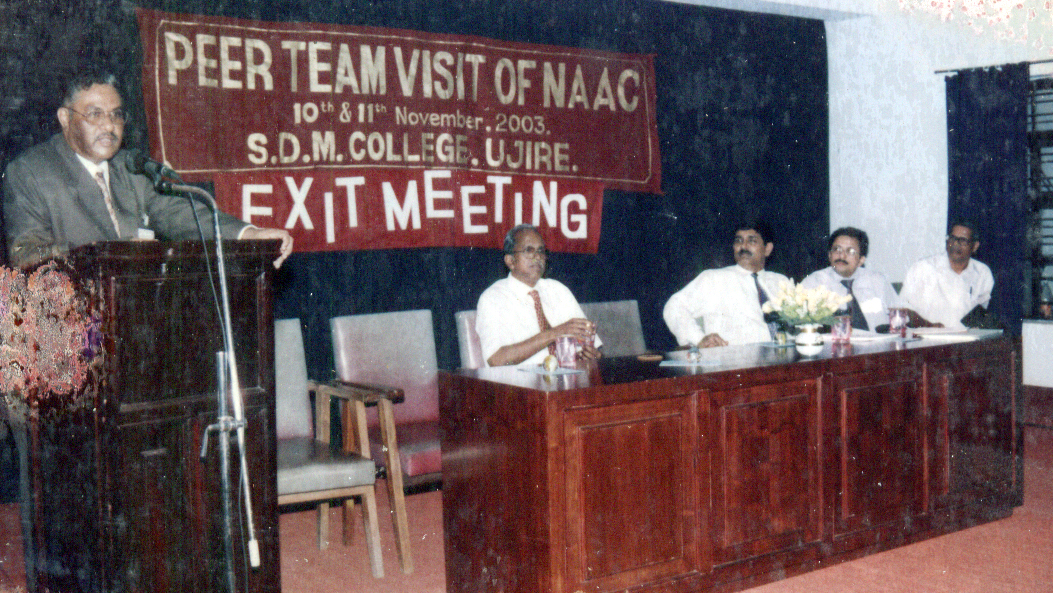 PEER TEAM VISIT OF NAAC
10th & 11th November, 2003.
S.D.M. COLLEGE, UJIRE.
EXIT MEETING